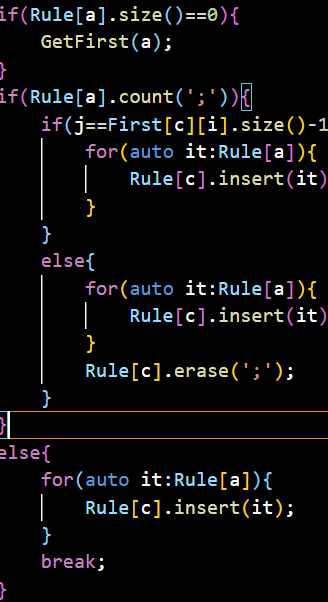 if(Rule[a].size()==0){
GetFirst(a);
}
if(Rule[a].count(';')){
if(j==First[c][i].size()-1
for(auto it:Rule[a]){
Rule[c].insert(it)
}
}
else{
for(auto it:Rule[a]){
Rule[c].insert(it)
}
Rule[c].erase(';');
}
}
else{
for(auto it:Rule[a]){
Rule[c].insert(it);
}
break;
}